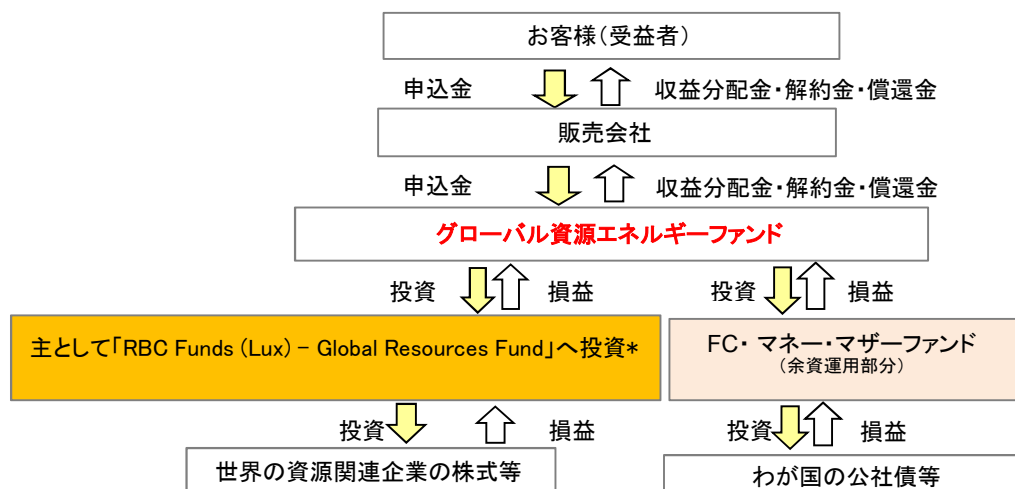 お客様(受益者)
申込金 収益分配金・解約金・償還金
販売会社
申込金 収益分配金・解約金・償還金
グローバル資源エネルギーファンド
投資 損益 投資 損益
主として「RBC Funds (Lux) - Global Resources Fund」へ投資*
FC・ マネー・マザーファンド
(余資運用部分)
投資 損益 投資 損益
世界の資源関連企業の株式等
わが国の公社債等